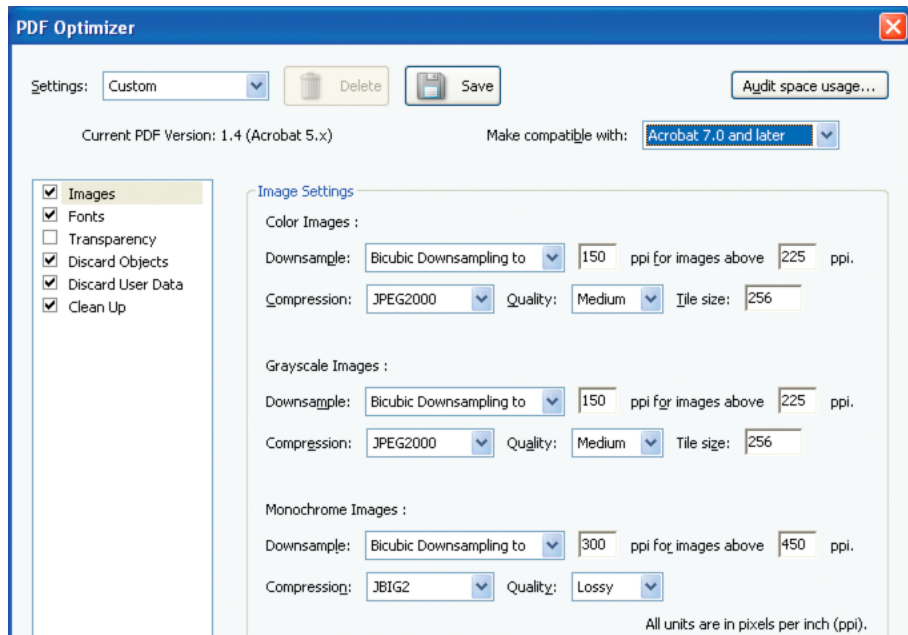 PDF Optimizer
Settings: Custom Delete Save Audit space usage...
Current PDF Version: 1.4 (Acrobat 5.x) Make compatible with: Acrobat 7.0 and later
Images
Fonts
Transparency
Discard Objects
Discard User Data
Clean Up
Image Settings
Color Images :
Downsample: Bicubic Downsampling to 150 ppi for images above 225 ppi.
Compression: JPEG2000 Quality: Medium Tile size: 256
Grayscale Images :
Downsample: Bicubic Downsampling to 150 ppi for images above 225 ppi.
Compression: JPEG2000 Quality: Medium Tile size: 256
Monochrome Images :
Downsample: Bicubic Downsampling to 300 ppi for images above 450 ppi.
Compression: JBIG2 Quality: Lossy
All units are in pixels per inch (ppi).